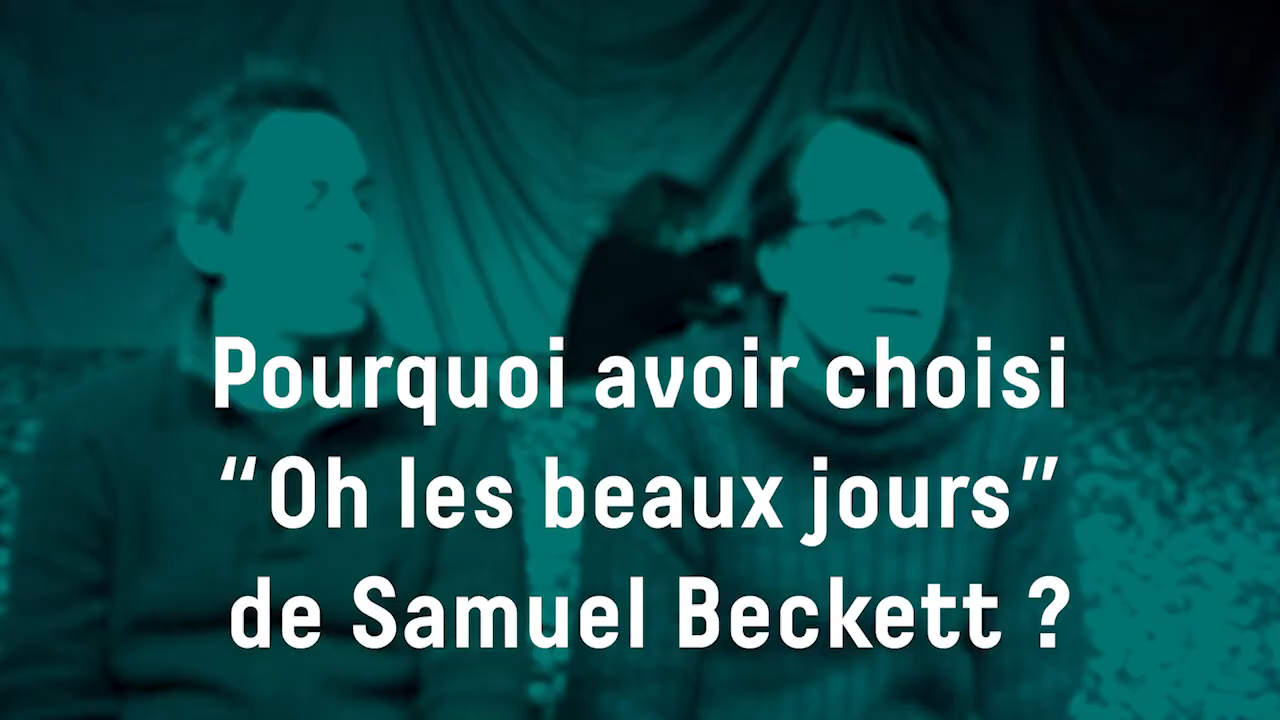 Pourquoi avoir choisi
“Oh les beaux jours”
de Samuel Beckett ?